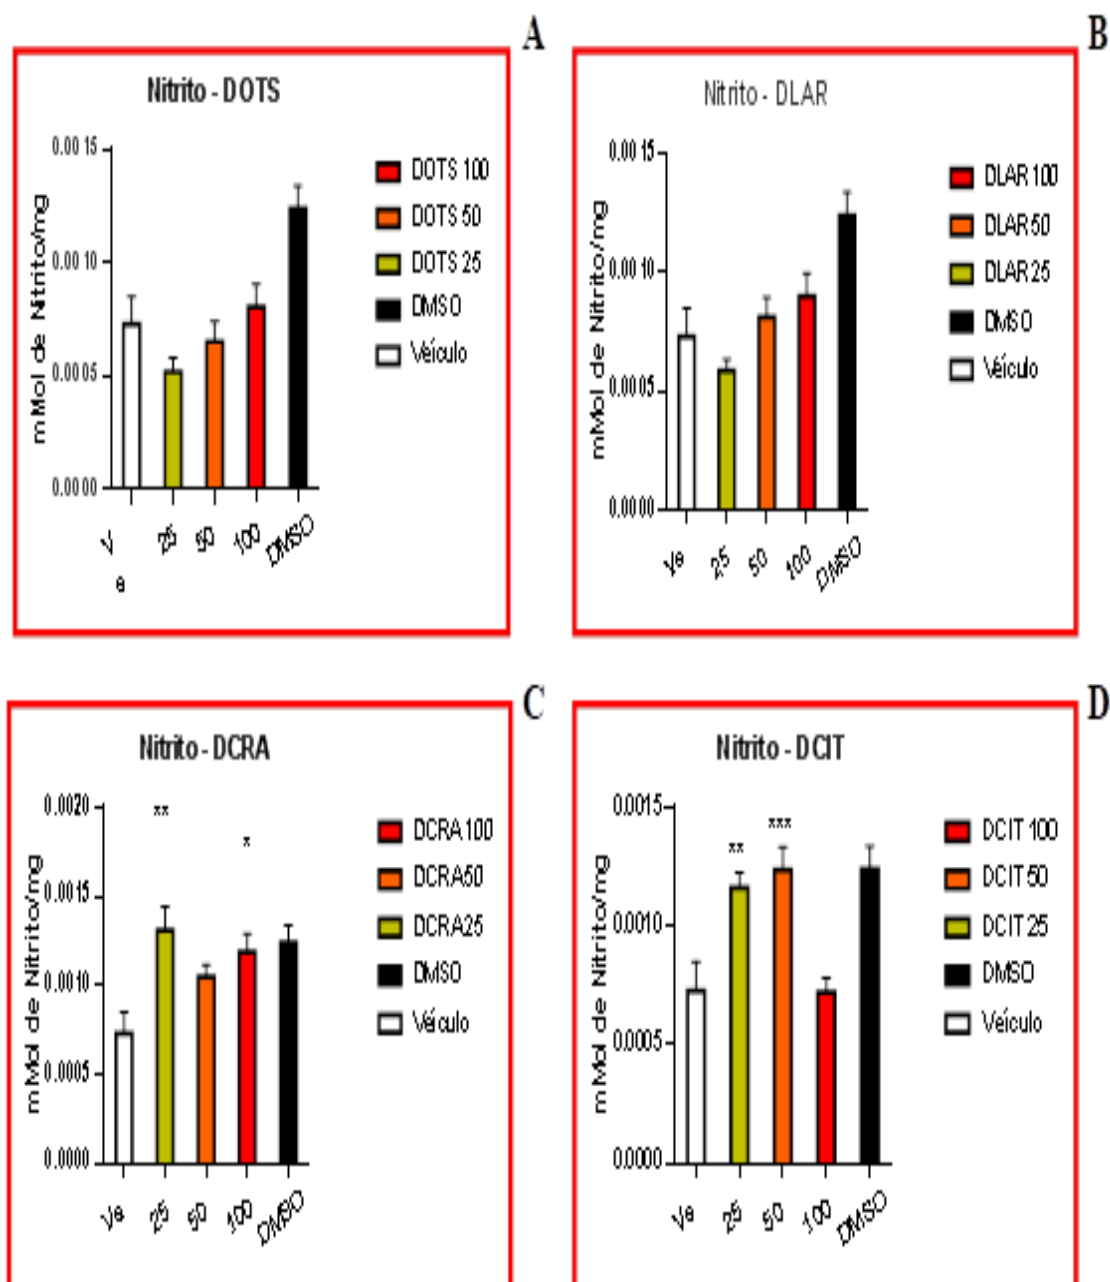 A
Nitrito - DOTS
mMol de Nitrito/mg
0.0015
0.0010
0.0005
0.0000
V
e
25
50
100
DMSO
DOTS 100
DOTS 50
DOTS 25
DMSO
Veículo
B
Nitrito - DLAR
mMol de Nitrito/mg
0.0015
0.0010
0.0005
0.0000
Ve
25
50
100
DMSO
DLAR 100
DLAR 50
DLAR 25
DMSO
Veículo
C
Nitrito - DCRA
mMol de Nitrito/mg
0.0020
0.0015
0.0010
0.0005
0.0000
**
*
Ve
25
50
100
DMSO
DCRA 100
DCRA50
DCRA25
DMSO
Veículo
D
Nitrito - DCIT
mMol de Nitrito/mg
0.0015
0.0010
0.0005
0.0000
**
***
Ve
25
50
100
DMSO
DCIT 100
DCIT 50
DCIT 25
DMSO
Veículo